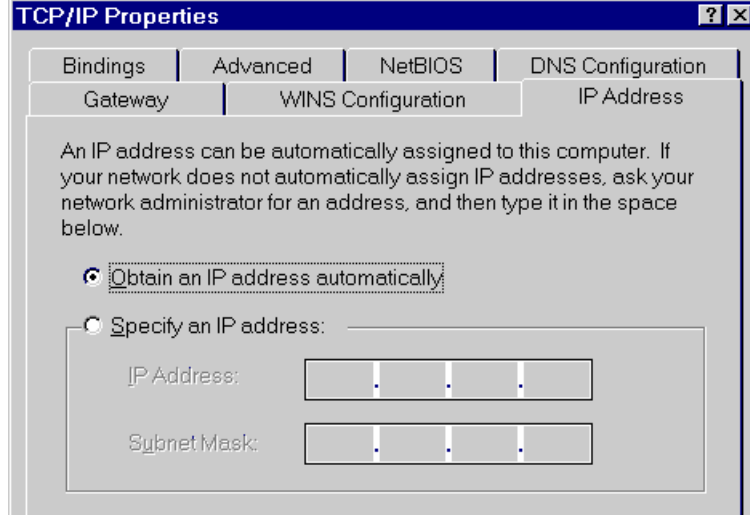 TCP/IP Properties
? X
Bindings Advanced NetBIOS DNS Configuration
Gateway WINS Configuration IP Address
An IP address can be automatically assigned to this computer. If
your network does not automatically assign IP addresses, ask your
network administrator for an address, and then type it in the space
below.
Obtain an IP address automatically
Specify an IP address:
IP Address: . . .
Subnet Mask: . . .